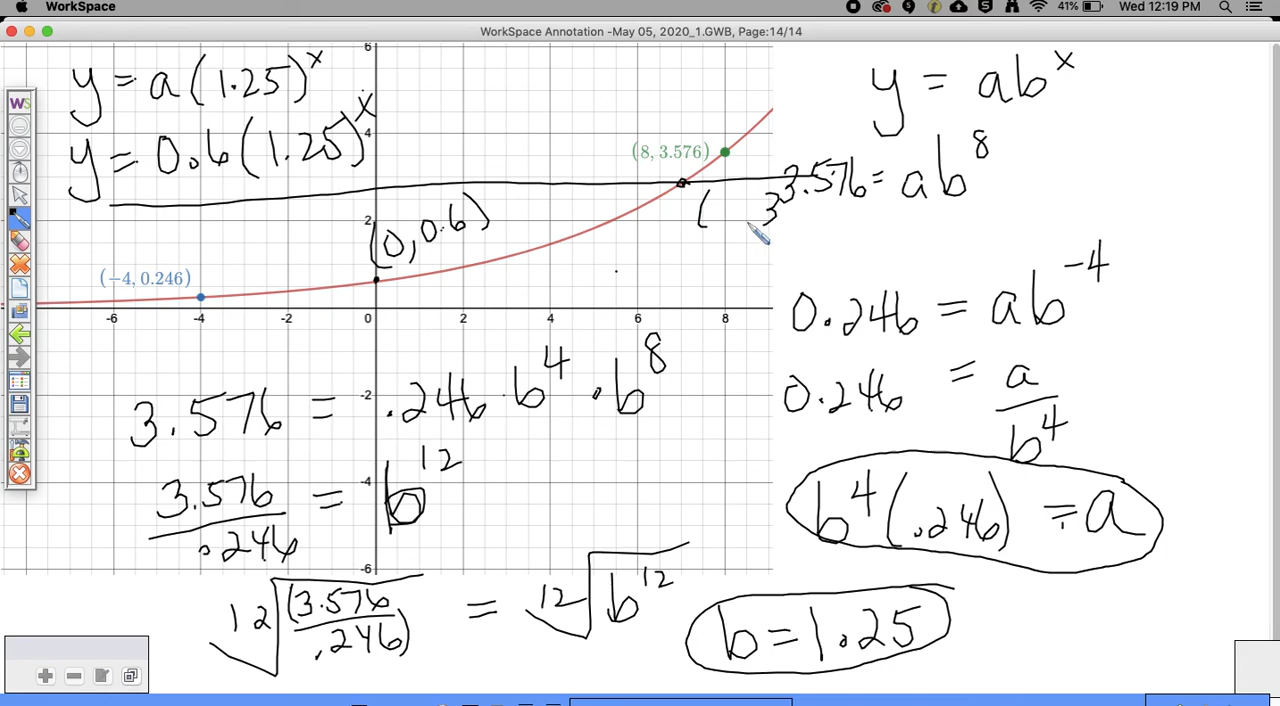 WorkSpace
41%
Wed 12:19 PM
WorkSpace Annotation -May 05, 2020_1.GWB, Page:14/14
WS
y = a(1.25)^x
y = 0.6(1.25)^x
(0, 0.6)
(8, 3.576)
(-4, 0.246)
( 3
6
4
2
-6 -4 -2 0 2 4 6 8
-2
-4
-6
3.576 = .246 · b^4 · b^8
3.576/.246 = b^12
12√(3.576/.246) = 12√b^12
y = ab^x
3.576 = ab^8
0.246 = ab^-4
0.246 = a/b^4
b^4(.246) = a
b = 1.25